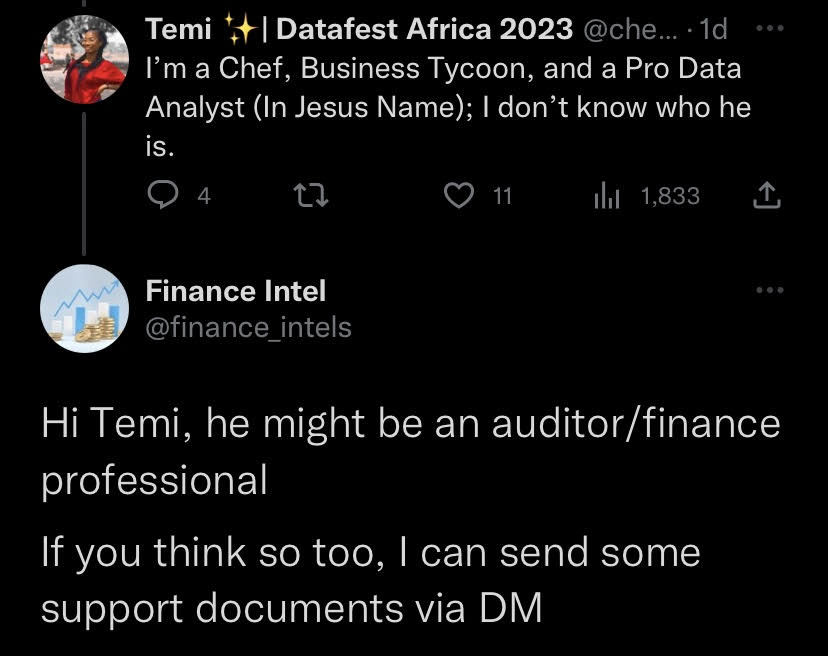 Temi ✨| Datafest Africa 2023 @che... · 1d
I’m a Chef, Business Tycoon, and a Pro Data
Analyst (In Jesus Name); I don’t know who he
is.
4 11 1,833
Finance Intel
@finance_intels
Hi Temi, he might be an auditor/finance
professional
If you think so too, I can send some
support documents via DM